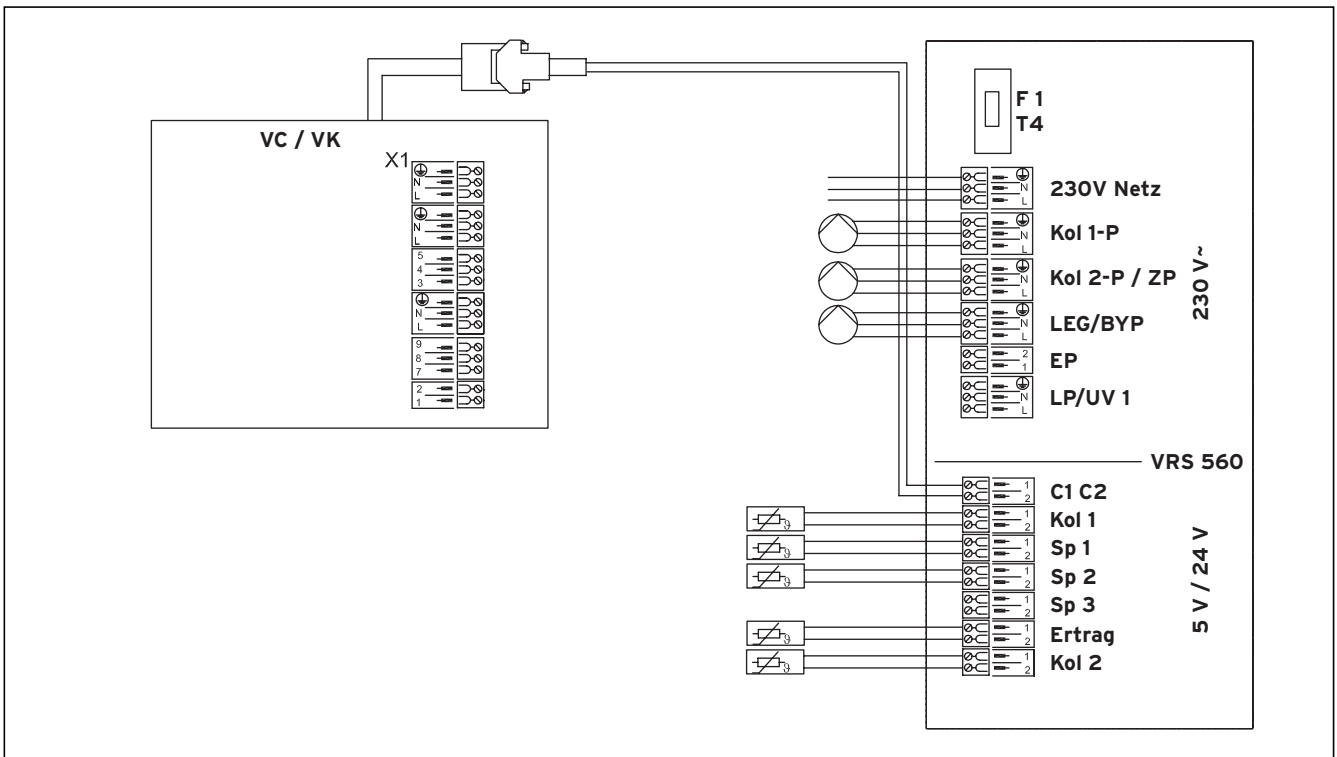 VC / VK
X1
N
L
N
L
5
4
3
N
L
9
8
7
2
1
F 1
T4
N
L
230V Netz
N
L
Kol 1-P
N
L
Kol 2-P / ZP
N
L
LEG/BYP
2
1
EP
N
L
LP/UV 1
230 V~
VRS 560
1
2
C1 C2
ϑ
1
2
Kol 1
ϑ
1
2
Sp 1
ϑ
1
2
Sp 2
1
2
Sp 3
ϑ
1
2
Ertrag
ϑ
1
2
Kol 2
5 V / 24 V